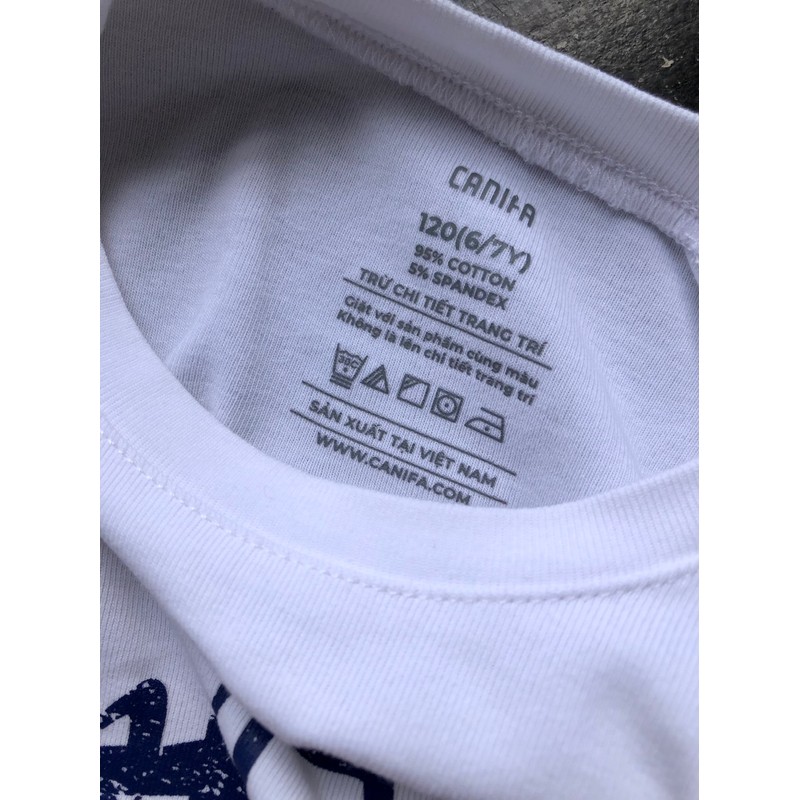 CANIFA
120(6/7Y)
95% COTTON
5% SPANDEX
TRỪ CHI TIẾT TRANG TRÍ
Giặt với sản phẩm cùng màu
Không là lên chi tiết trang trí
30C
SẢN XUẤT TẠI VIỆT NAM
WWW.CANIFA.COM